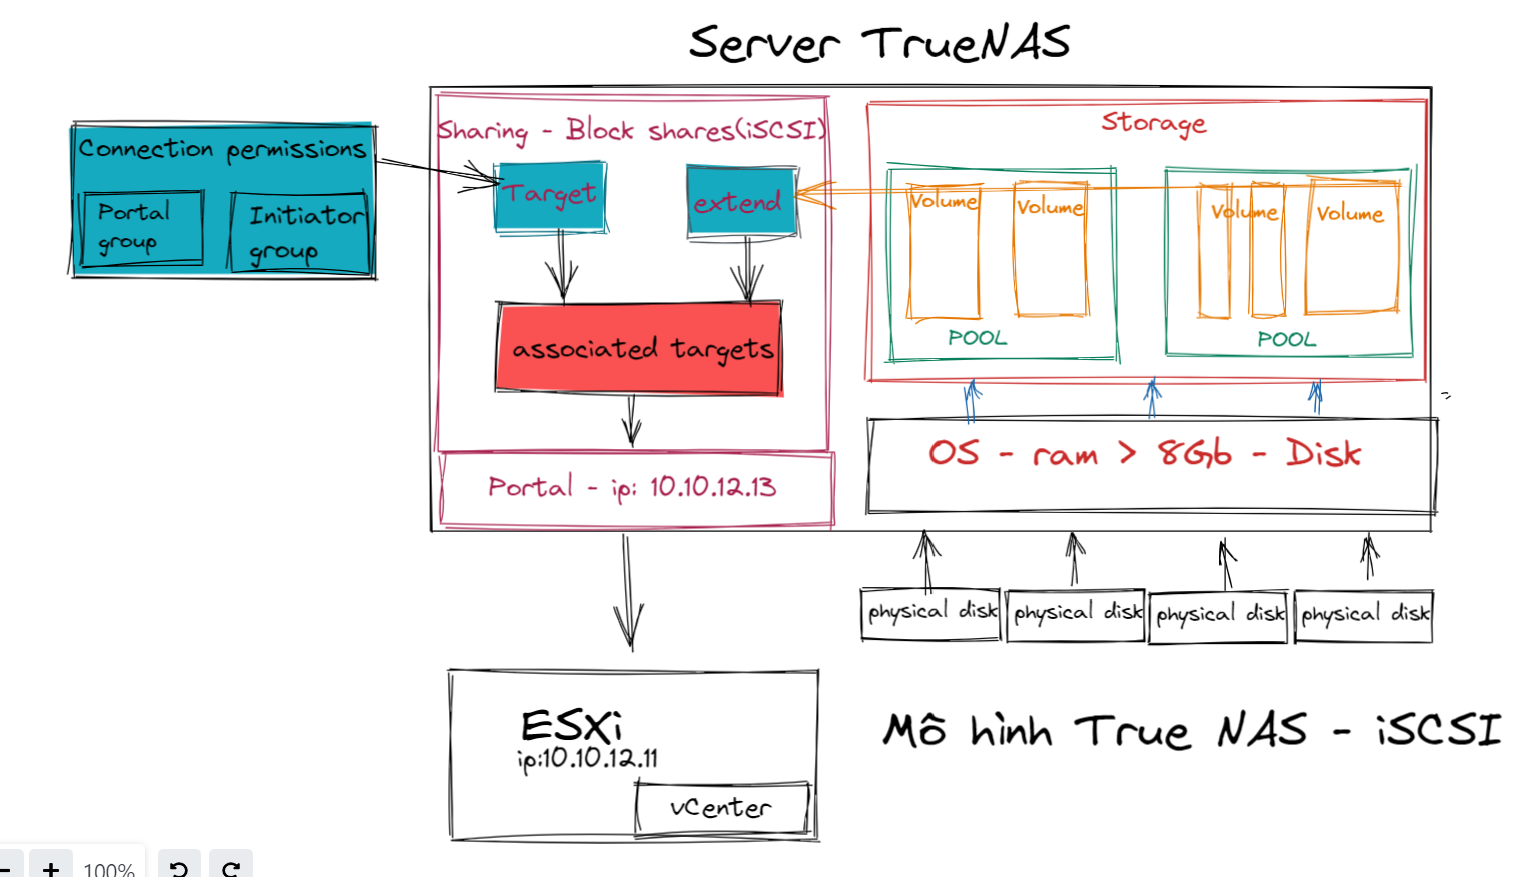 Server TrueNAS
Connection permissions
Portal
group
Initiator
group
Sharing - Block shares(iSCSI)
Target
extend
associated targets
Portal - ip: 10.10.12.13
Storage
Volume
Volume
POOL
Volume
Volume
POOL
OS - ram > 8Gb - Disk
physical disk
physical disk
physical disk
physical disk
ESXi
ip:10.10.12.11
vCenter
Mô hình True NAS - iSCSI
100%